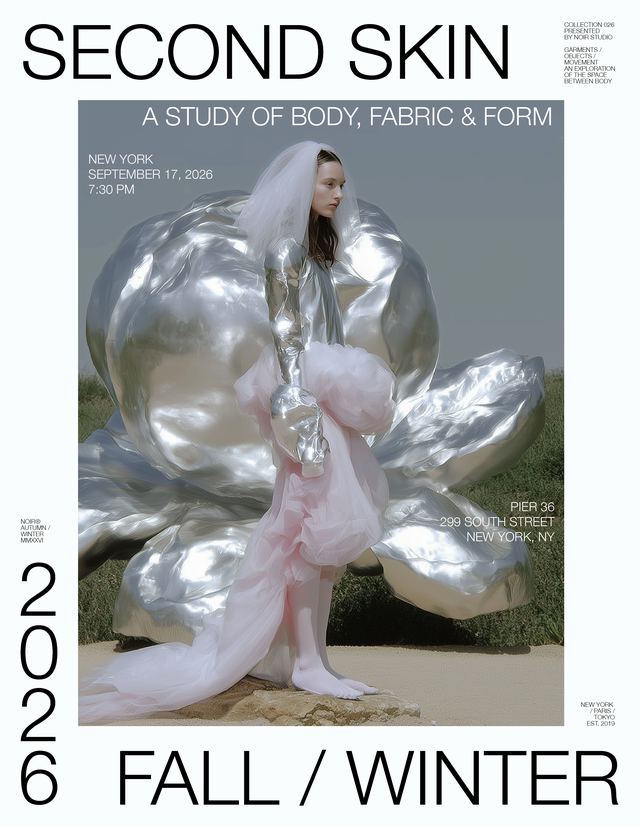 SECOND SKIN
COLLECTION 026
PRESENTED
BY NOIR STUDIO
GARMENTS /
OBJECTS /
MOVEMENT
AN EXPLORATION
OF THE SPACE
BETWEEN BODY
A STUDY OF BODY, FABRIC & FORM
NEW YORK
SEPTEMBER 17, 2026
7:30 PM
PIER 36
299 SOUTH STREET
NEW YORK, NY
NOIR®
AUTUMN /
WINTER
MMXXVI
2026
NEW YORK
/ PARIS /
TOKYO
EST. 2019
FALL / WINTER